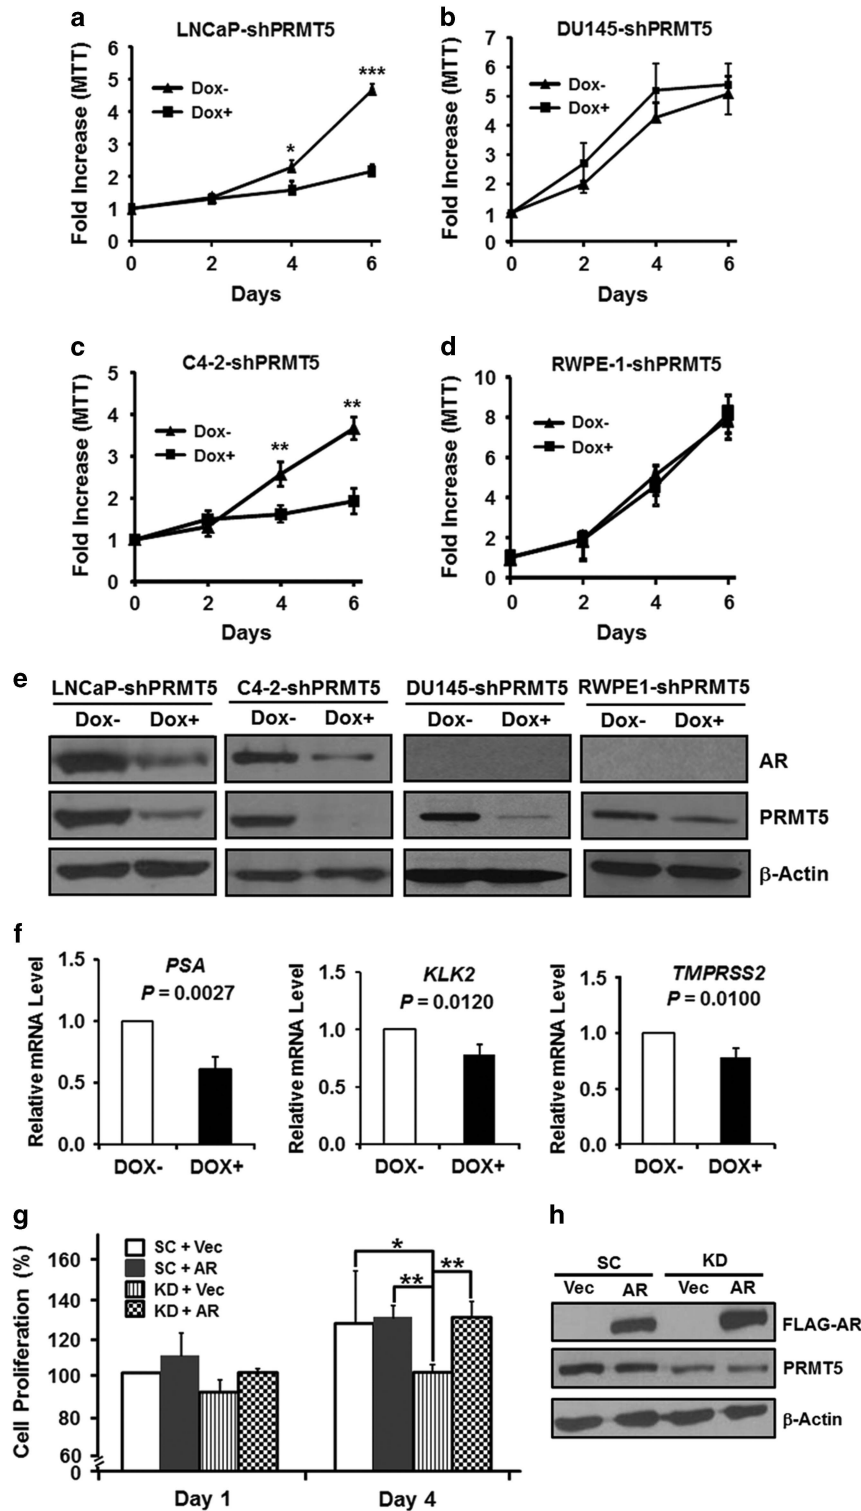 a
LNCaP-shPRMT5
Fold Increase (MTT)
6
5
4
3
2
1
0
Dox-
Dox+
*
***
0 2 4 6
Days
b
DU145-shPRMT5
Fold Increase (MTT)
7
6
5
4
3
2
1
0
Dox-
Dox+
0 2 4 6
Days
c
C4-2-shPRMT5
Fold Increase (MTT)
5
4
3
2
1
0
Dox-
Dox+
**
**
0 2 4 6
Days
d
RWPE-1-shPRMT5
Fold Increase (MTT)
10
8
6
4
2
0
Dox-
Dox+
0 2 4 6
Days
e
LNCaP-shPRMT5 C4-2-shPRMT5 DU145-shPRMT5 RWPE1-shPRMT5
Dox- Dox+ Dox- Dox+ Dox- Dox+ Dox- Dox+
AR
PRMT5
β-Actin
f
Relative mRNA Level
1.5
1.0
0.5
0.0
PSA
P = 0.0027
DOX- DOX+
Relative mRNA Level
1.5
1.0
0.5
0.0
KLK2
P = 0.0120
DOX- DOX+
Relative mRNA Level
1.5
1.0
0.5
0.0
TMPRSS2
P = 0.0100
DOX- DOX+
g
Cell Proliferation (%)
160
140
120
100
80
60
0
SC + Vec
SC + AR
KD + Vec
KD + AR
*
**
**
Day 1 Day 4
h
SC KD
Vec AR Vec AR
FLAG-AR
PRMT5
β-Actin